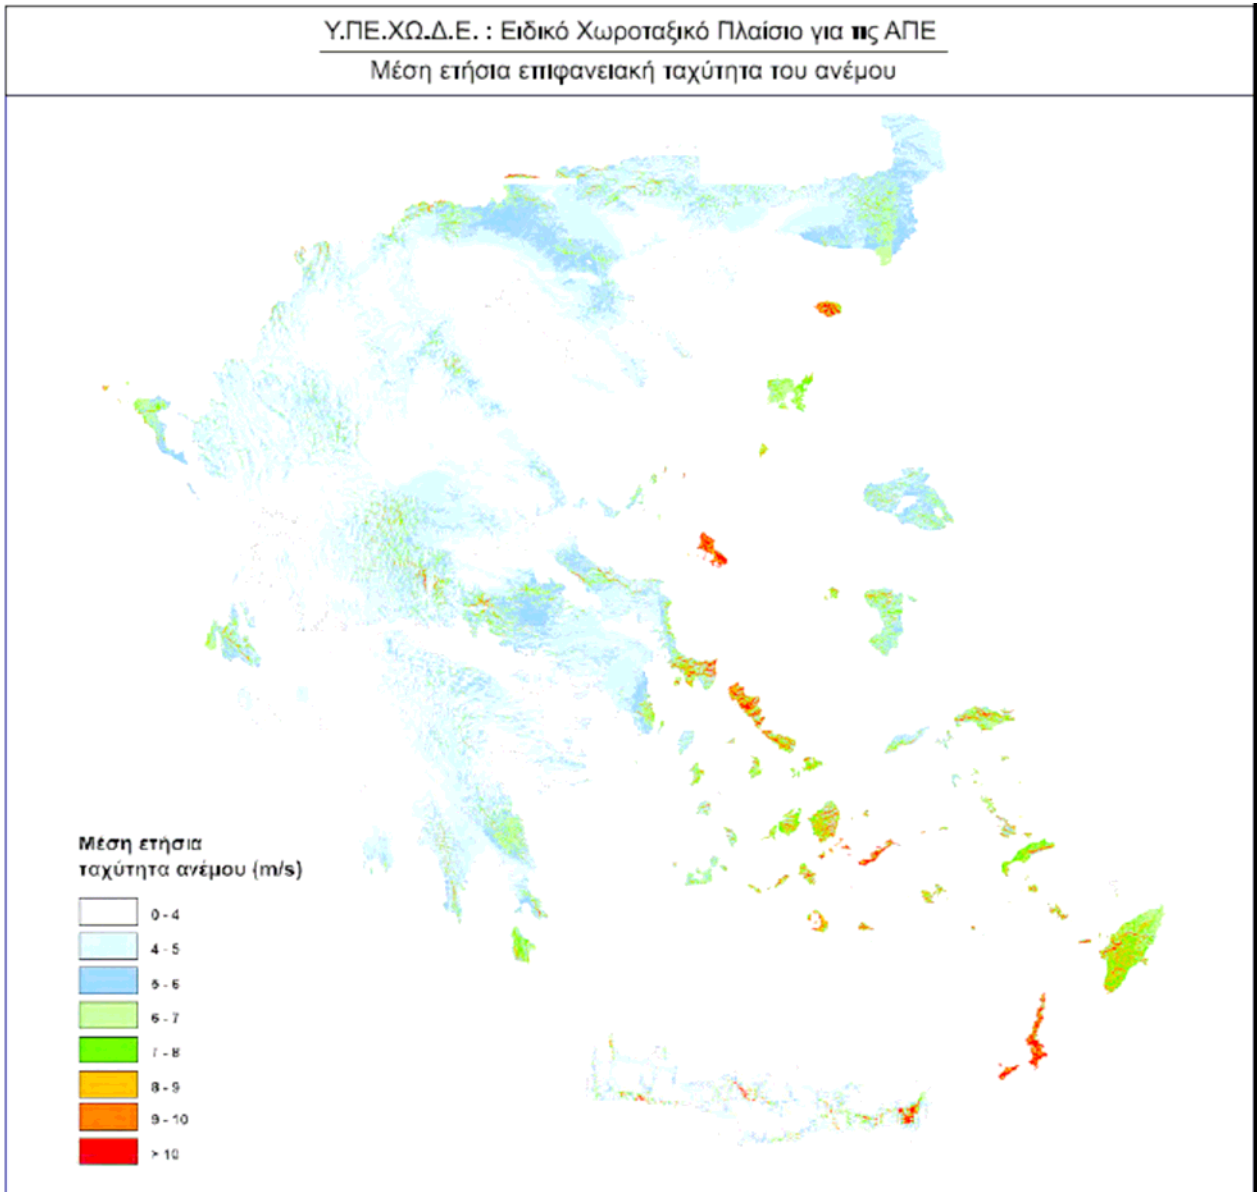 Υ.ΠΕ.ΧΩ.Δ.Ε. : Ειδικό Χωροταξικό Πλαίσιο για τις ΑΠΕ
Μέση ετήσια επιφανειακή ταχύτητα του ανέμου
Μέση ετήσια
ταχύτητα ανέμου (m/s)
0 - 4
4 - 5
5 - 6
6 - 7
7 - 8
8 - 9
9 - 10
> 10